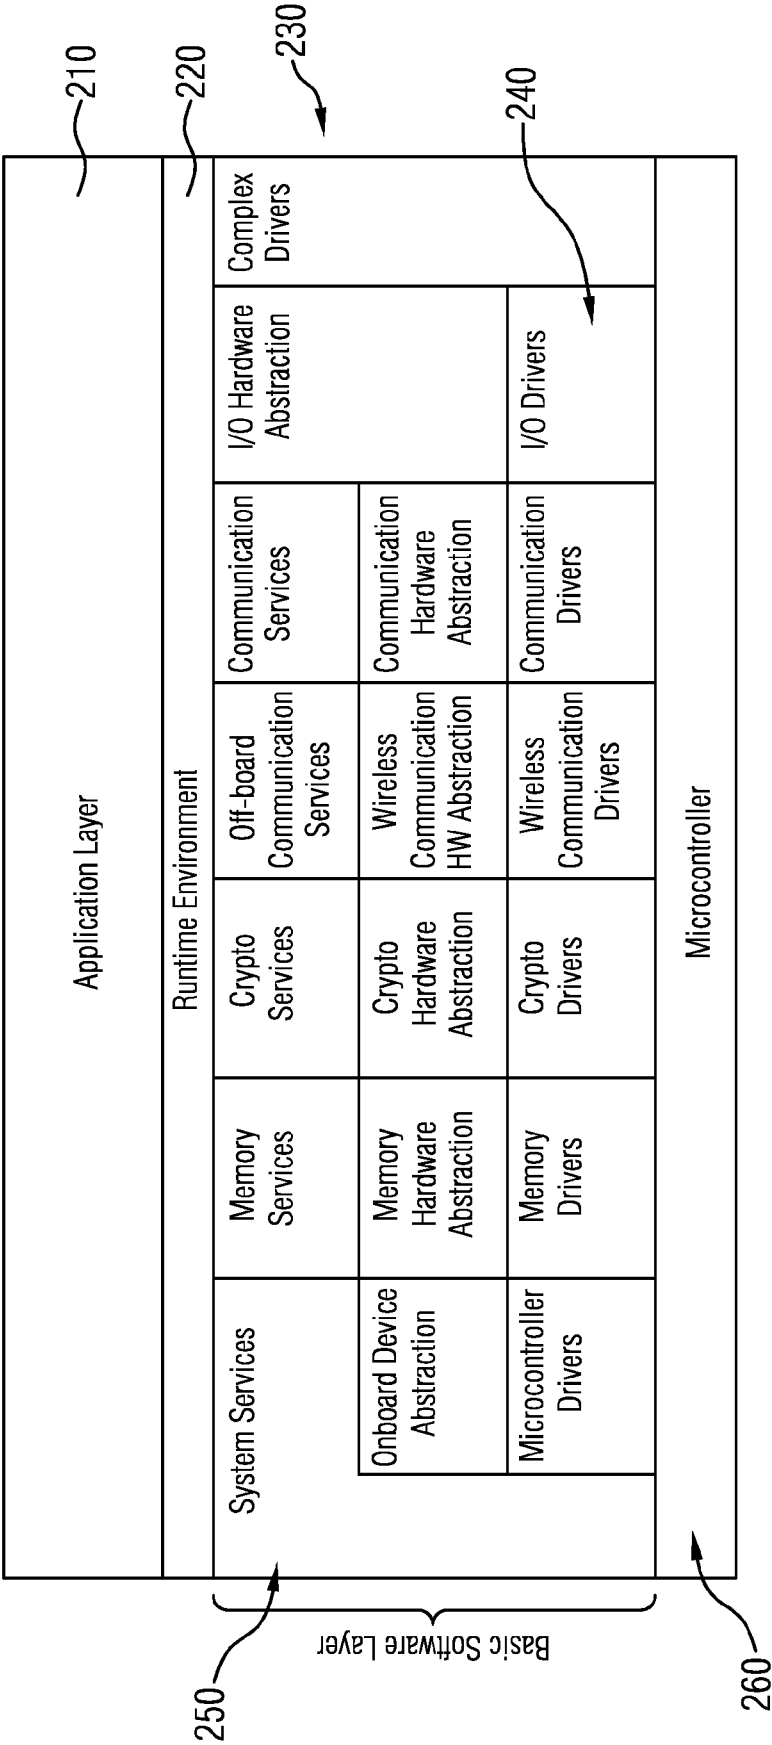 Application Layer
210
Runtime Environment
220
230
System Services
Memory
Services
Crypto
Services
Off-board
Communication
Services
Communication
Services
I/O Hardware
Abstraction
Complex
Drivers
Onboard Device
Abstraction
Memory
Hardware
Abstraction
Crypto
Hardware
Abstraction
Wireless
Communication
HW Abstraction
Communication
Hardware
Abstraction
Microcontroller
Drivers
Memory
Drivers
Crypto
Drivers
Wireless
Communication
Drivers
Communication
Drivers
I/O Drivers
240
Microcontroller
250
Basic Software Layer
260